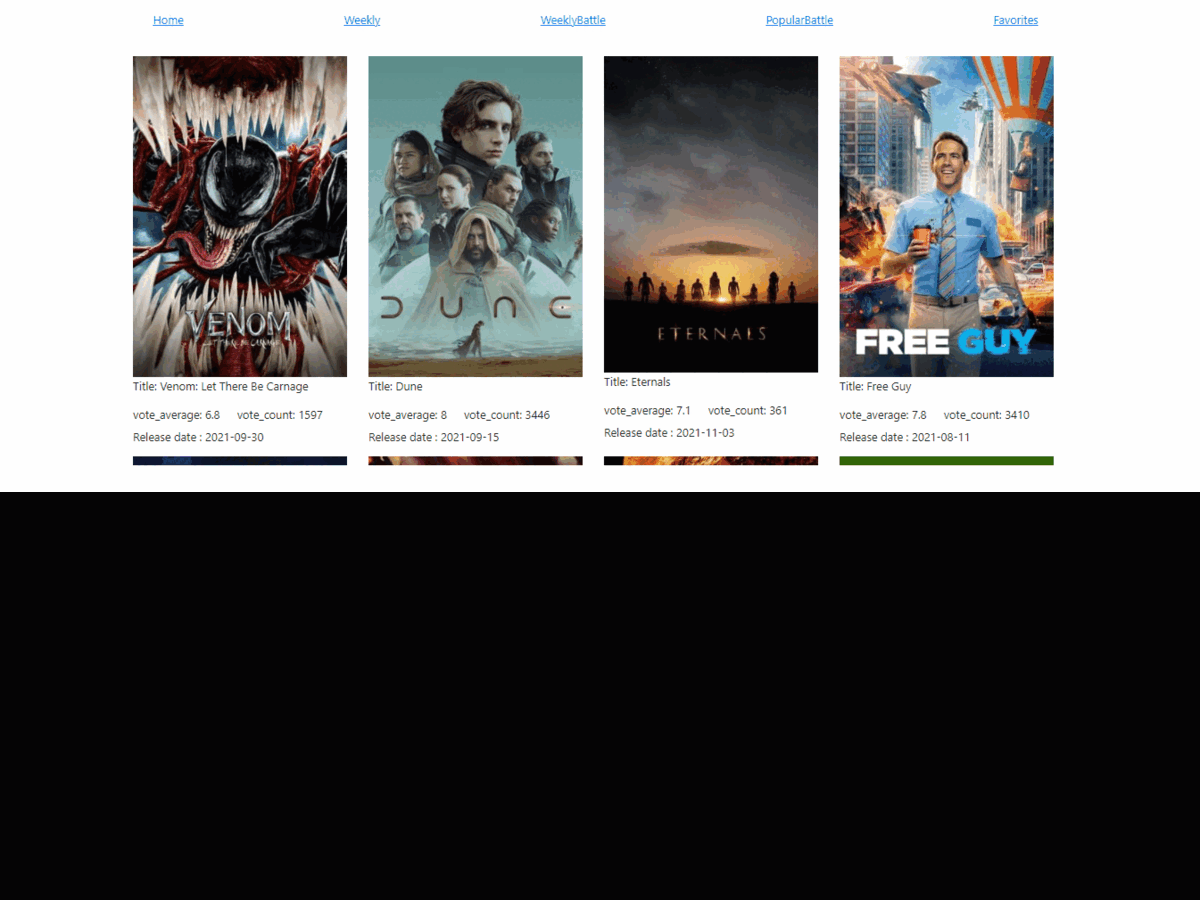 Home Weekly WeeklyBattle PopularBattle Favorites
VENOM
LET THERE BE CARNAGE
Title: Venom: Let There Be Carnage
vote_average: 6.8 vote_count: 1597
Release date : 2021-09-30
DUNE
Title: Dune
vote_average: 8 vote_count: 3446
Release date : 2021-09-15
ETERNALS
Title: Eternals
vote_average: 7.1 vote_count: 361
Release date : 2021-11-03
FREE GUY
Title: Free Guy
vote_average: 7.8 vote_count: 3410
Release date : 2021-08-11